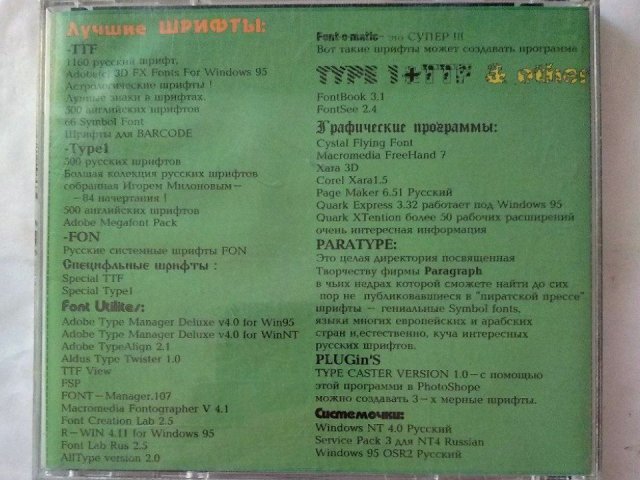 Лучшие ШРИФТЫ:
-TTF
1160 русский шрифт,
3D FX Fonts For Windows 95
Астрологические шрифты !
Лунные знаки в шрифтах.
500 английских шрифтов
66 Symbol Font
Шрифты для BARCODE
-Type1
500 русских шрифтов
Болшая колекция русских шрифтов
собранная Игорем Милоновым-
-84 начертания !
500 английских шрифтов
Adobe Megafont Pack
-FON
Русские системные шрифты FON
Специфльные шрифты :
Special TTF
Special Type1
Font Utilites:
Adobe Type Manager Deluxe v4.0 for Win95
Adobe Type Manager Deluxe v4.0 for WinNT
Adobe TypeAlign 2.1
Aldus Type Twister 1.0
TTF View
FSP
FONT-Manager.107
Macromedia Fontographer V 4.1
Font Creation Lab 2.5
R-WIN 4.11 for Windows 95
Font Lab Rus 2.5
AllType version 2.0
Font-o-matic- это СУПЕР !!!
Вот такие шрифты может создавать программа
TYPE 1+TTF & other
FontBook 3.1
FontSee 2.4
Графические программы:
Cystal Flying Font
Macromedia FreeHand 7
Xara 3D
Corel Xara1.5
Page Maker 6.51 Русский
Quark Express 3.32 работает под Windows 95
Quark XTention более 50 рабочих расширений
очень интересная информация
PARATYPE:
Это целая директория посвященная
Творчеству фирмы Paragraph
в чьих недрах которой сможете найти до сих
пор не публиковавшиеся в "пиратской прессе"
шрифты - гениальные Symbol fonts,
языки многих европейских и арабских
стран и,естественно, куча интересных
русских шрифтов.
PLUGin'S
TYPE CASTER VERSION 1.0-с помощью
этой программи в PhotoShope
можно создавать 3-х мерные шрифты.
Системочки:
Windows NT 4.0 Русский
Service Pack 3 для NT4 Russian
Windows 95 OSR2 Русский